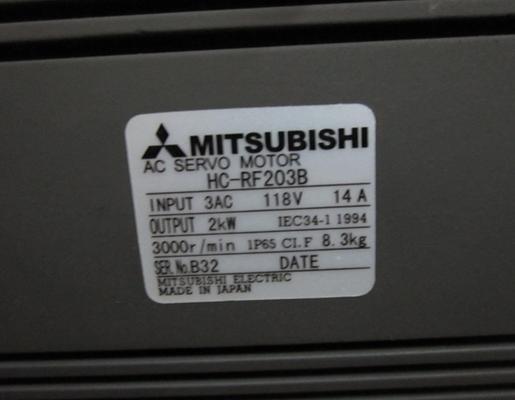 MITSUBISHI
AC SERVO MOTOR
HC-RF203B
INPUT 3AC 118V 14A
OUTPUT 2kW IEC34-1 1994
3000r/min IP65 CI.F 8.3kg
SER.No.B32 DATE
MITSUBISHI ELECTRIC
MADE IN JAPAN